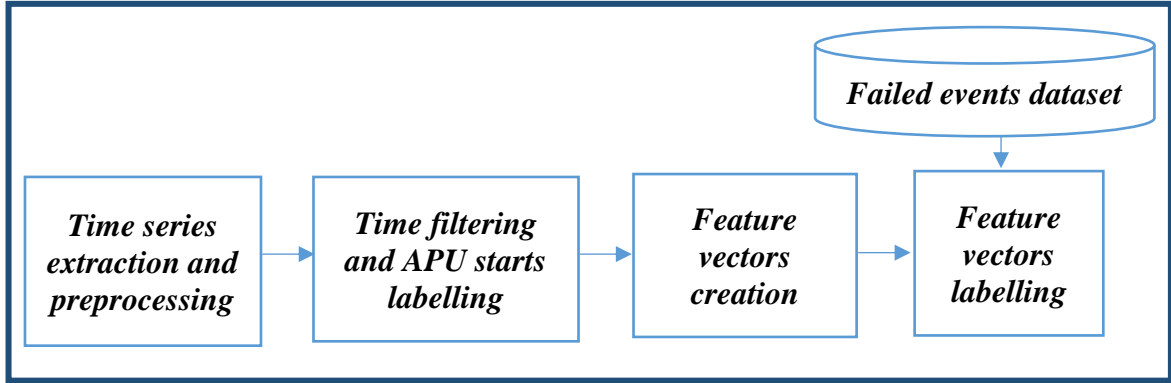 Failed events dataset
Time series
extraction and
preprocessing
Time filtering
and APU starts
labelling
Feature
vectors
creation
Feature
vectors
labelling